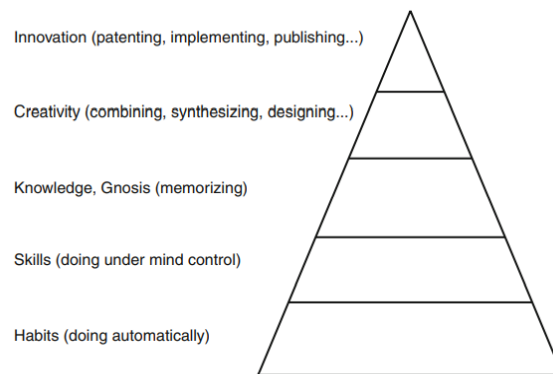 Innovation (patenting, implementing, publishing...)
Creativity (combining, synthesizing, designing...)
Knowledge, Gnosis (memorizing)
Skills (doing under mind control)
Habits (doing automatically)